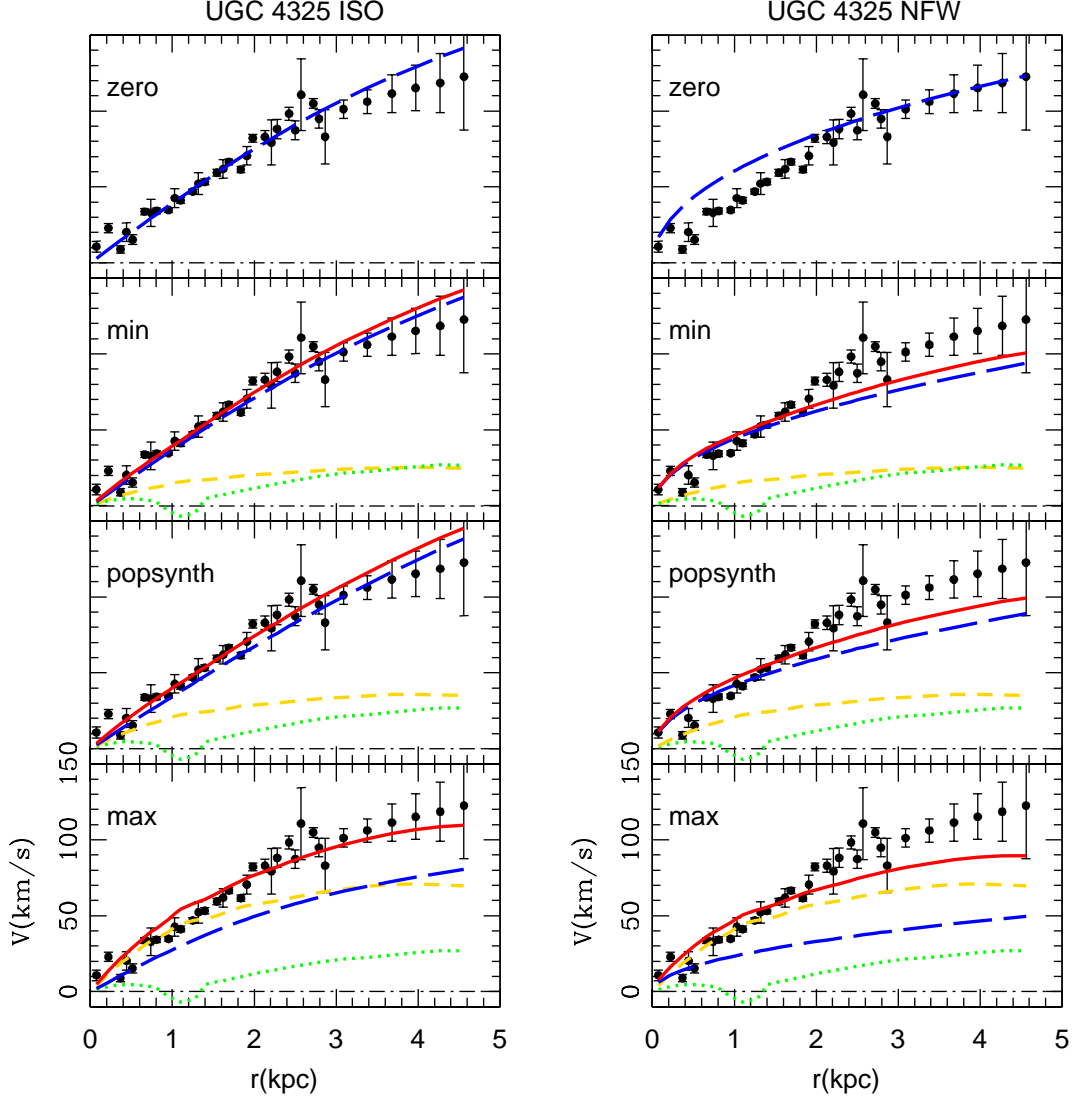 UGC 4325 ISO
UGC 4325 NFW
zero
zero
min
min
popsynth
popsynth
150
150
max
max
100
100
50
50
0
0
V(km/s)
V(km/s)
0 1 2 3 4 5
0 1 2 3 4 5
r(kpc)
r(kpc)